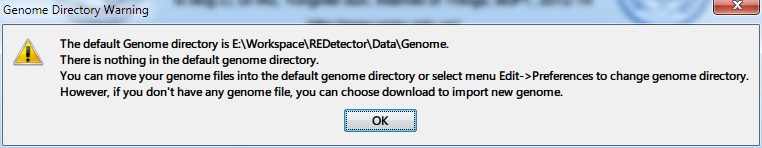 Genome Directory Warning
The default Genome directory is E:\Workspace\REDetector\Data\Genome.
There is nothing in the default genome directory.
You can move your genome files into the default genome directory or select menu Edit->Preferences to change genome directory.
However, if you don't have any genome file, you can choose download to import new genome.
OK